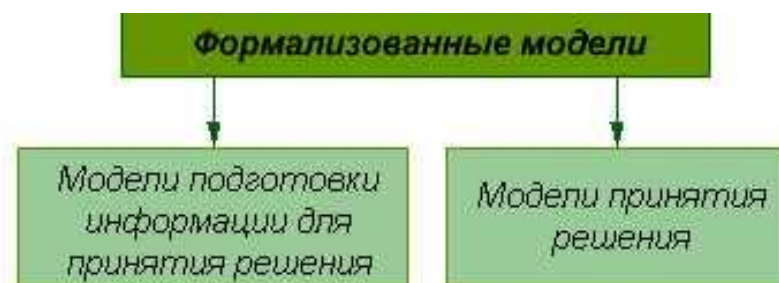 Формализованные модели
Модели подготовки
информации для
принятия решения
Модели принятия
решения